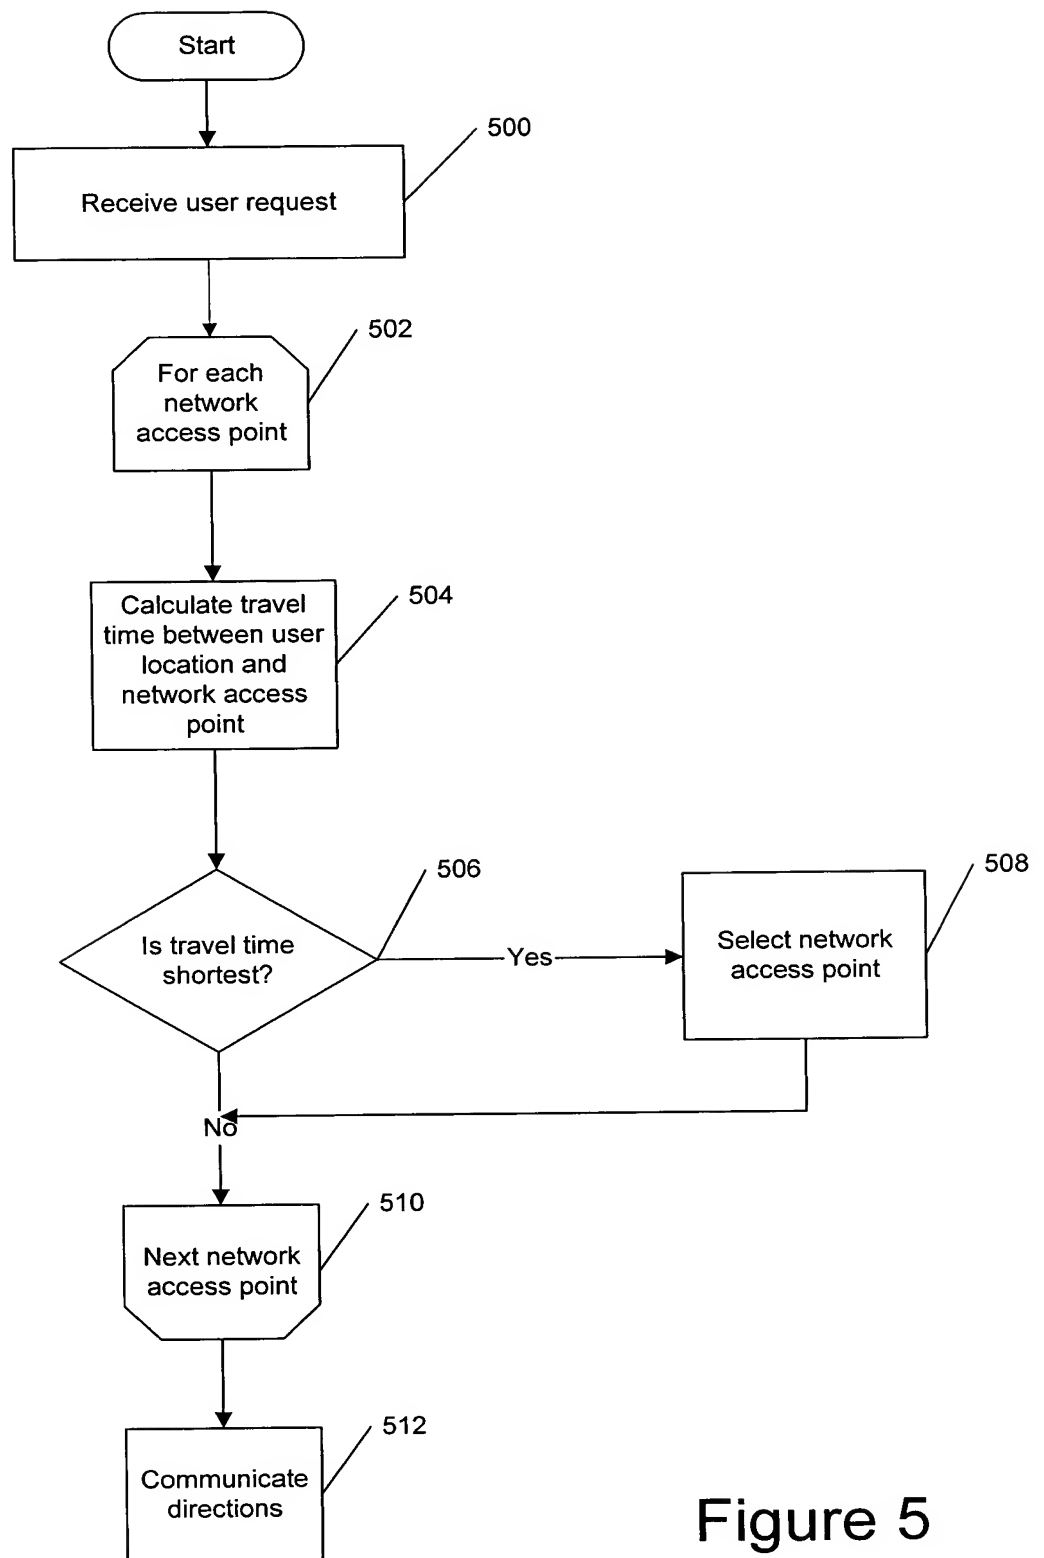 Start
500
Receive user request
502
For each
network
access point
504
Calculate travel
time between user
location and
network access
point
506
Is travel time
shortest?
Yes
508
Select network
access point
No
510
Next network
access point
512
Communicate
directions
Figure 5